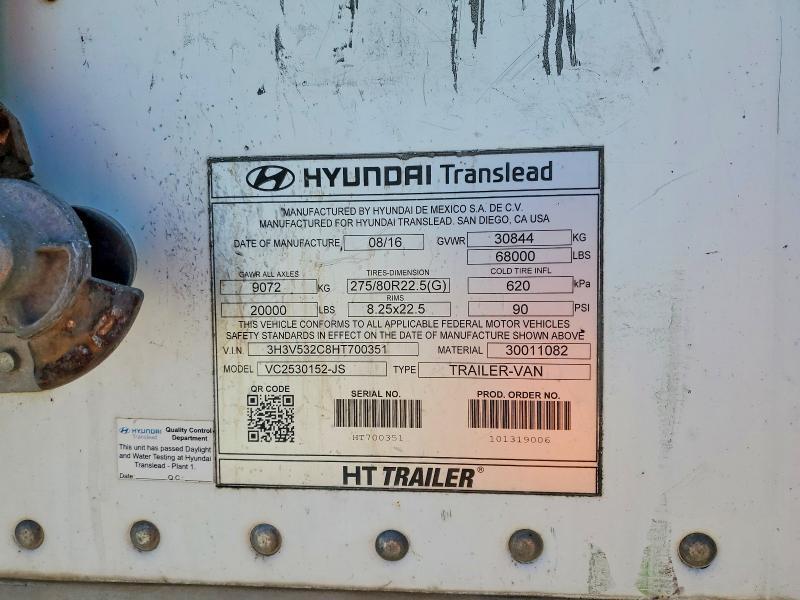 HYUNDAI Translead
MANUFACTURED BY HYUNDAI DE MEXICO S.A. DE C.V.
MANUFACTURED FOR HYUNDAI TRANSLEAD. SAN DIEGO, CA USA
DATE OF MANUFACTURE 08/16 GVWR 30844 KG
68000 LBS
GAWR ALL AXLES TIRES-DIMENSION COLD TIRE INFL
9072 KG 275/80R22.5(G) 620 kPa
RIMS
20000 LBS 8.25x22.5 90 PSI
THIS VEHICLE CONFORMS TO ALL APPLICABLE FEDERAL MOTOR VEHICLES
SAFETY STANDARDS IN EFFECT ON THE DATE OF MANUFACTURE SHOWN ABOVE
V.I.N. 3H3V532C8HT700351 MATERIAL 30011082
MODEL VC2530152-JS TYPE TRAILER-VAN
QR CODE SERIAL NO. PROD. ORDER NO.
HT700351 101319006
HT TRAILER®
HYUNDAI Translead Quality Control Department
This unit has passed Daylight
and Water Testing at Hyundai
Translead - Plant 1.
Date: Q.C.